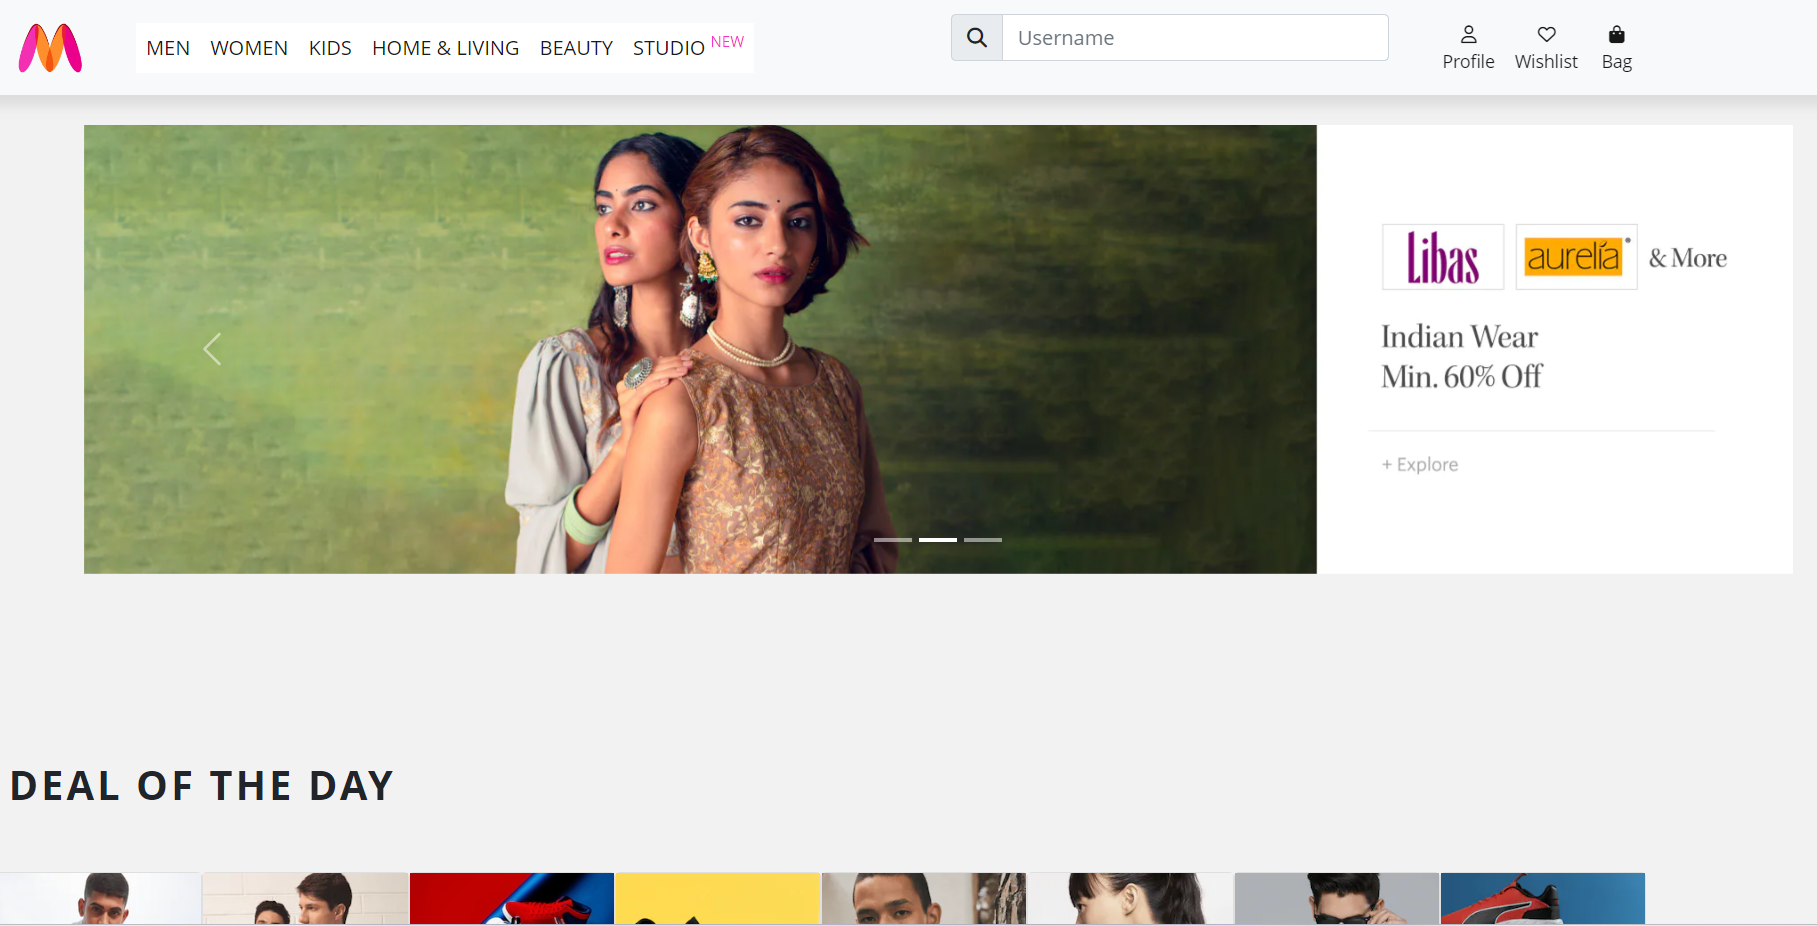 MEN WOMEN KIDS HOME & LIVING BEAUTY STUDIO NEW
Username
Profile Wishlist Bag
Libas aurelia & More
Indian Wear
Min. 60% Off
+ Explore
DEAL OF THE DAY